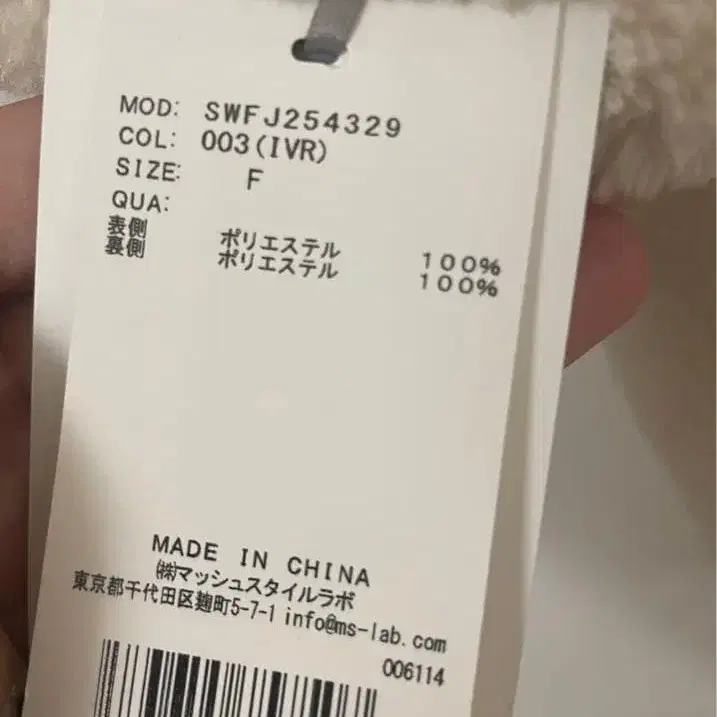 MOD: SWFJ254329
COL: 003(IVR)
SIZE: F
QUA:
表側 ポリエステル 100%
裏側 ポリエステル 100%
MADE IN CHINA
㈱マッシュスタイルラボ
東京都千代田区麹町5-7-1 info@ms-lab.com
006114